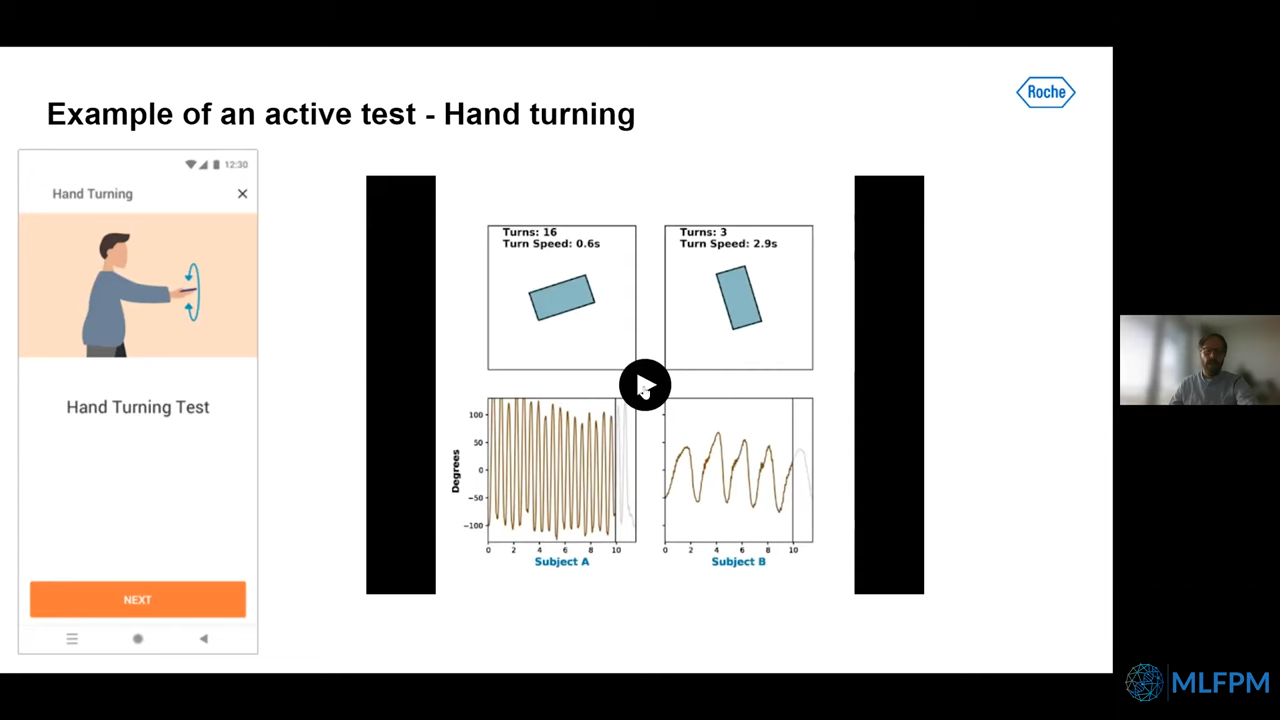 Example of an active test - Hand turning
Roche
12:30
Hand Turning
Hand Turning Test
NEXT
Turns: 16
Turn Speed: 0.6s
Turns: 3
Turn Speed: 2.9s
Degrees
100
50
0
−50
−100
0 2 4 6 8 10
Subject A
0 2 4 6 8 10
Subject B
MLFPM